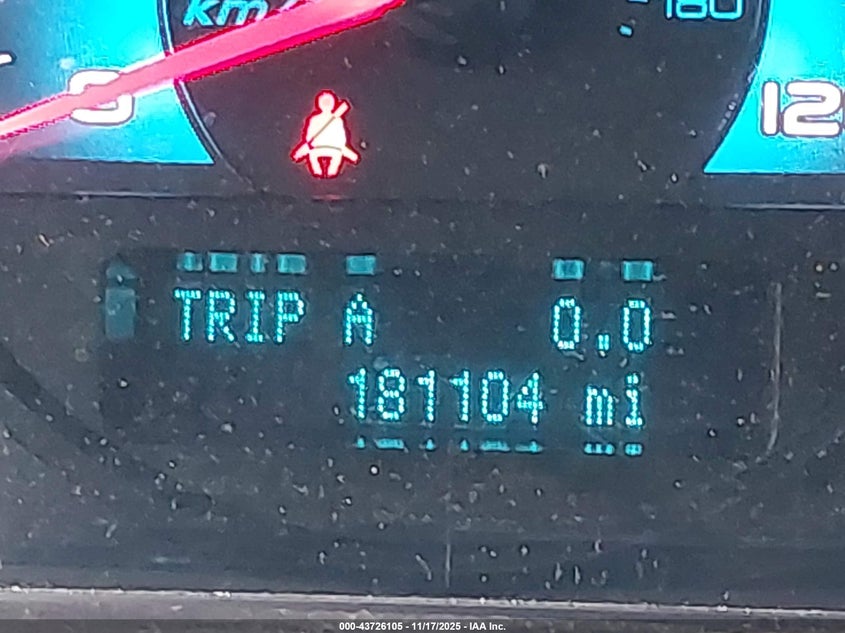 km/
180
12
TRIP A 0.0
181104 mi
000-43726105 - 11/17/2025 - IAA Inc.